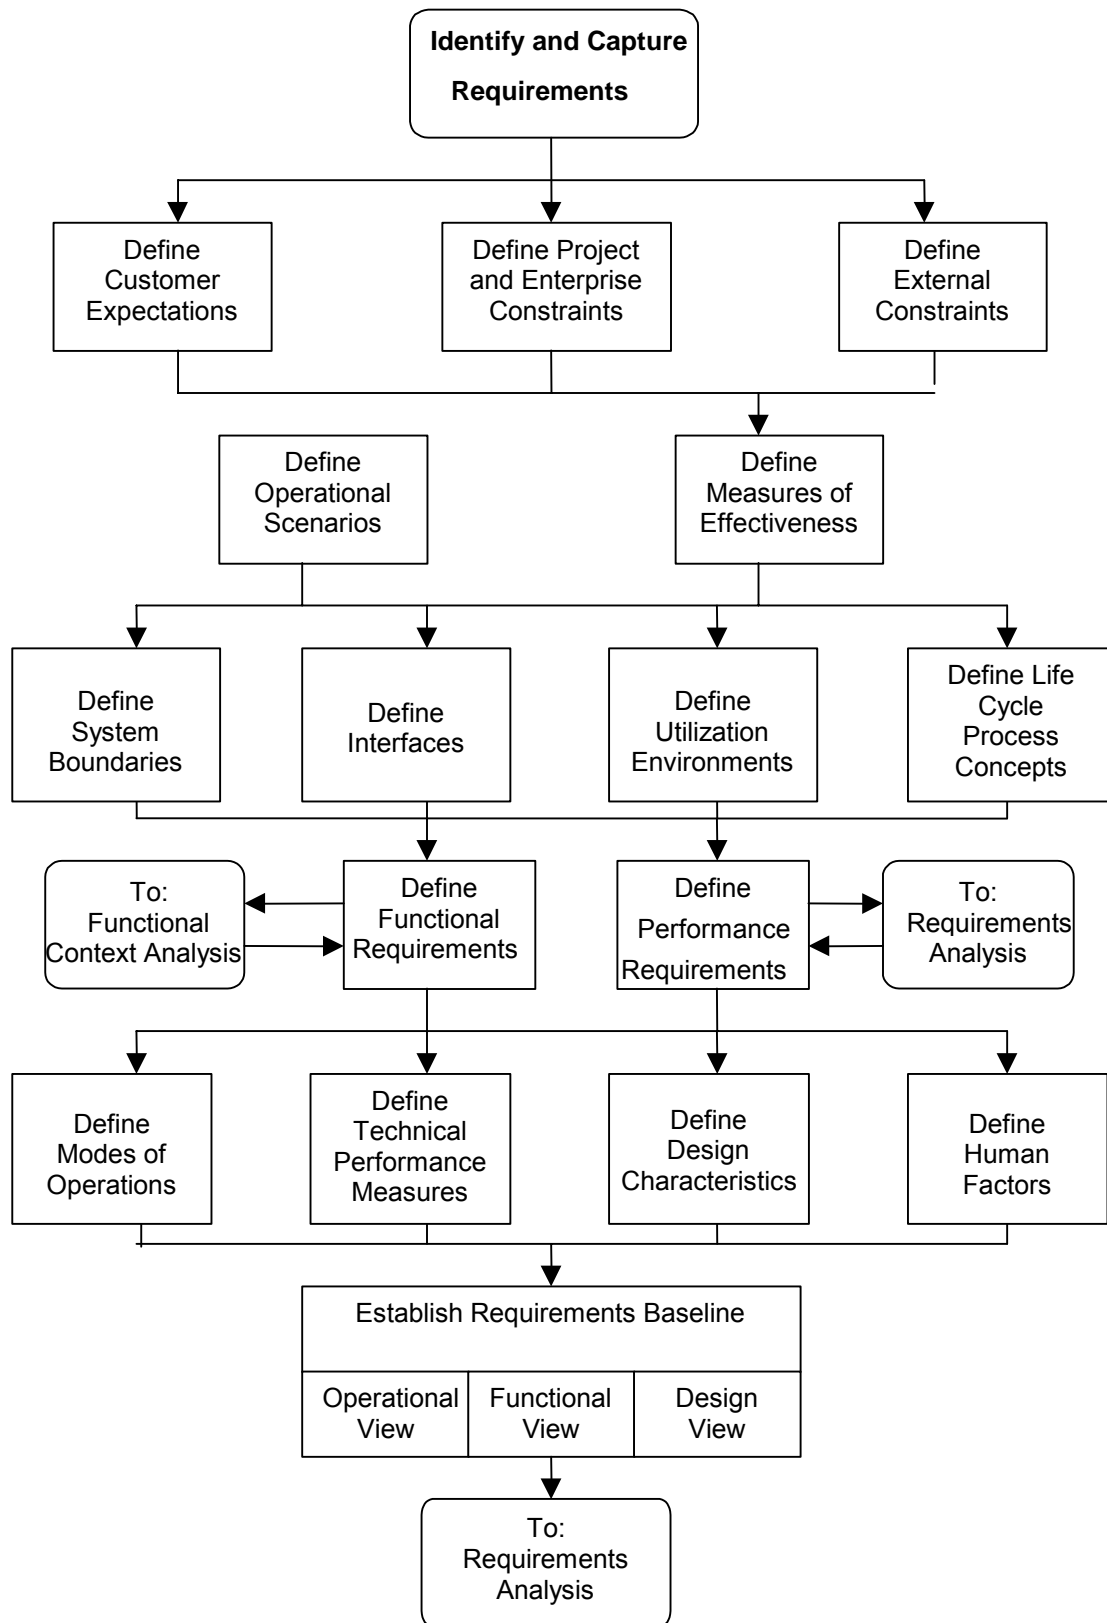 Identify and Capture
Requirements
Define
Customer
Expectations
Define Project
and Enterprise
Constraints
Define
External
Constraints
Define
Operational
Scenarios
Define
Measures of
Effectiveness
Define
System
Boundaries
Define
Interfaces
Define
Utilization
Environments
Define Life
Cycle
Process
Concepts
To:
Functional
Context Analysis
Define
Functional
Requirements
Define
Performance
Requirements
To:
Requirements
Analysis
Define
Modes of
Operations
Define
Technical
Performance
Measures
Define
Design
Characteristics
Define
Human
Factors
Establish Requirements Baseline
Operational
View
Functional
View
Design
View
To:
Requirements
Analysis